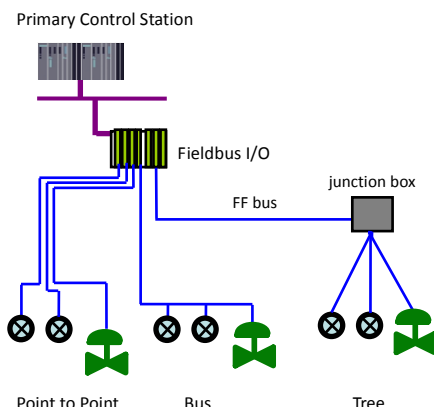 Primary Control Station
Fieldbus I/O
junction box
FF bus
Point to Point
Bus
Tree